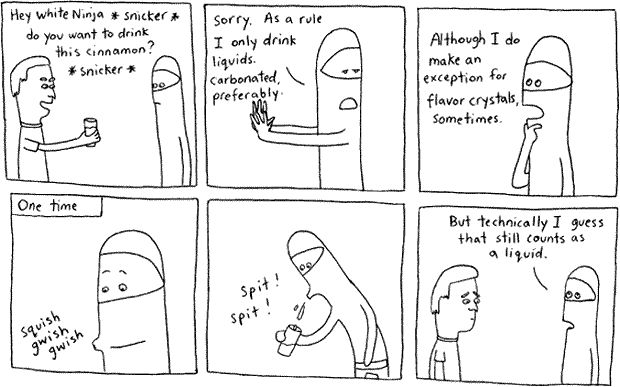 Hey White Ninja *snicker*
do you want to drink
this cinnamon?
*snicker*
Sorry. As a rule
I only drink
liquids.
carbonated,
preferably.
Although I do
make an
exception for
flavor crystals,
sometimes.
One time
squish
gwish
gwish
spit!
spit!
But technically I guess
that still counts as
a liquid.